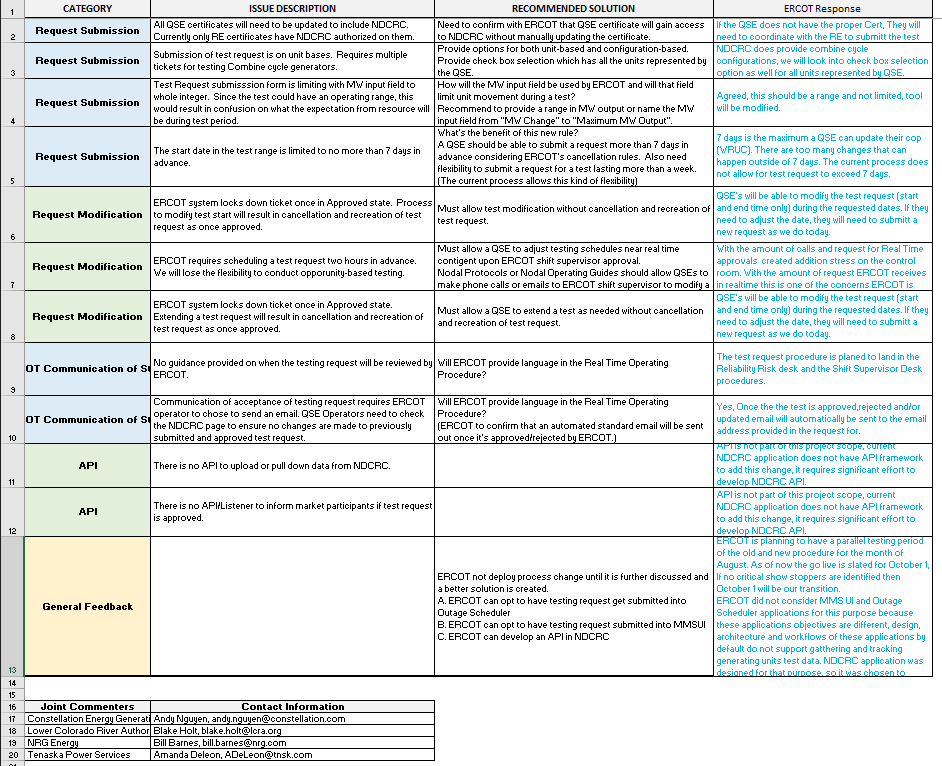 1 CATEGORY ISSUE DESCRIPTION RECOMMENDED SOLUTION ERCOT Response
2 Request Submission
All QSE certificates will need to be updated to include NDCRC.
Currently only RE certificates have NDCRC authorized on them.
Need to confirm with ERCOT that QSE certificate will gain access
to NDCRC without manually updating the certificate.
If the QSE does not have the proper Cert, They will
need to coordinate with the RE to submitt the test
3 Request Submission
Submission of test request is on unit bases. Requires multiple
tickets for testing Combine cycle generators.
Provide options for both unit-based and configuration-based.
Provide check box selection which has all the units represented by
the QSE.
NDCRC does provide combine cycle
configurations, we will look into check box selection
option as well for all units represented by QSE.
4 Request Submission
Test Request submisssion form is limiting with MW input field to
whole integer. Since the test could have an operating range, this
would result in confusion on what the expectation from resource will
be during test period.
How will the MW input field be used by ERCOT and will that field
limit unit movement during a test?
Recommend to provide a range in MW output or name the MW
input field from "MW Change" to "Maximum MW Output".
Agreed, this should be a range and not limited, tool
will be modified.
5 Request Submission
The start date in the test range is limited to no more than 7 days in
advance.
What's the benefit of this new rule?
A QSE should be able to submit a request more than 7 days in
advance considering ERCOT's cancellation rules. Also need
flexibility to submit a request for a test lasting more than a week.
(The current process allows this kind of flexibility)
7 days is the maximum a QSE can update their cop
(WRUC). There are too many changes that can
happen outside of 7 days. The current process does
not allow for test request to exceed 7 days.
6 Request Modification
ERCOT system locks down ticket once in Approved state. Process
to modify test start will result in cancellation and recreation of test
request as once approved.
Must allow test modification without cancellation and recreation of
test request.
QSE's will be able to modify the test request (start
and end time only) during the requested dates. If they
need to adjust the date, they will need to submitt a
new request as we do today.
7 Request Modification
ERCOT requires scheduling a test request two hours in advance.
We will lose the flexibility to conduct opporunity-based testing.
Must allow a QSE to adjust testing schedules near real time
contigent upon ERCOT shift supervisor approval.
Nodal Protocols or Nodal Operating Guides should allow QSEs to
make phone calls or emails to ERCOT shift supervisor to modify a
With the amount of calls and request for Real Time
approvals created addition stress on the control
room. With the amount of request ERCOT receives
in realtime this is one of the concerns ERCOT is
8 Request Modification
ERCOT system locks down ticket once in Approved state.
Extending a test request will result in cancellation and recreation of
test request as once approved.
Must allow a QSE to extend a test as needed without cancellation
and recreation of test request.
QSE's will be able to modify the test request (start
and end time only) during the requested dates. If they
need to adjust the date, they will need to submitt a
new request as we do today.
9 OT Communication of St
No guidance provided on when the testing request will be reviewed by
ERCOT.
Will ERCOT provide language in the Real Time Operating
Procedure?
The test request procedure is planed to land in the
Reliability Risk desk and the Shift Supervisor Desk
procedures.
10 OT Communication of St
Communication of acceptance of testing request requires ERCOT
operator to chose to send an email. QSE Operators need to check
the NDCRC page to ensure no changes are made to previously
submitted and approved test request.
Will ERCOT provide language in the Real Time Operating
Procedure?
(ERCOT to confirm that an automated standard email will be sent
out once it's approved/rejected by ERCOT.)
Yes, Once the the test is approved,rejected and/or
updated email will automatically be sent to the email
address provided in the request for.
11 API
There is no API to upload or pull down data from NDCRC.
API is not part of this project scope, current
NDCRC application does not have API framework
to add this change, it requires significant effort to
develop NDCRC API.
12 API
There is no API/Listener to inform market participants if test request
is approved.
API is not part of this project scope, current
NDCRC application does not have API framework
to add this change, it requires significant effort to
develop NDCRC API.
13 General Feedback
ERCOT not deploy process change until it is further discussed and
a better solution is created.
A. ERCOT can opt to have testing request get submitted into
Outage Scheduler
B. ERCOT can opt to have testing request submitted into MMSUI
C. ERCOT can develop an API in NDCRC
ERCOT is planning to have a parallel testing period
of the old and new procedure for the month of
August. As of now the go live is slated for October 1,
If no critical show stoppers are identified then
October 1 will be our transition.
ERCOT did not consider MMS UI and Outage
Scheduler applications for this purpose because
these applications objectives are different, design,
architecture and workflows of these applications by
default do not support gathering and tracking
generating units test data. NDCRC application was
designed for that purpose, so it was chosen to
14
15
16 Joint Commenters Contact Information
17 Constellation Energy Generati Andy Nguyen, andy.nguyen@constellation.com
18 Lower Colorado River Author Blake Holt, blake.holt@lcra.org
19 NRG Energy Bill Barnes, bill.barnes@nrg.com
20 Tenaska Power Services Amanda Deleon, ADeLeon@tnsk.com